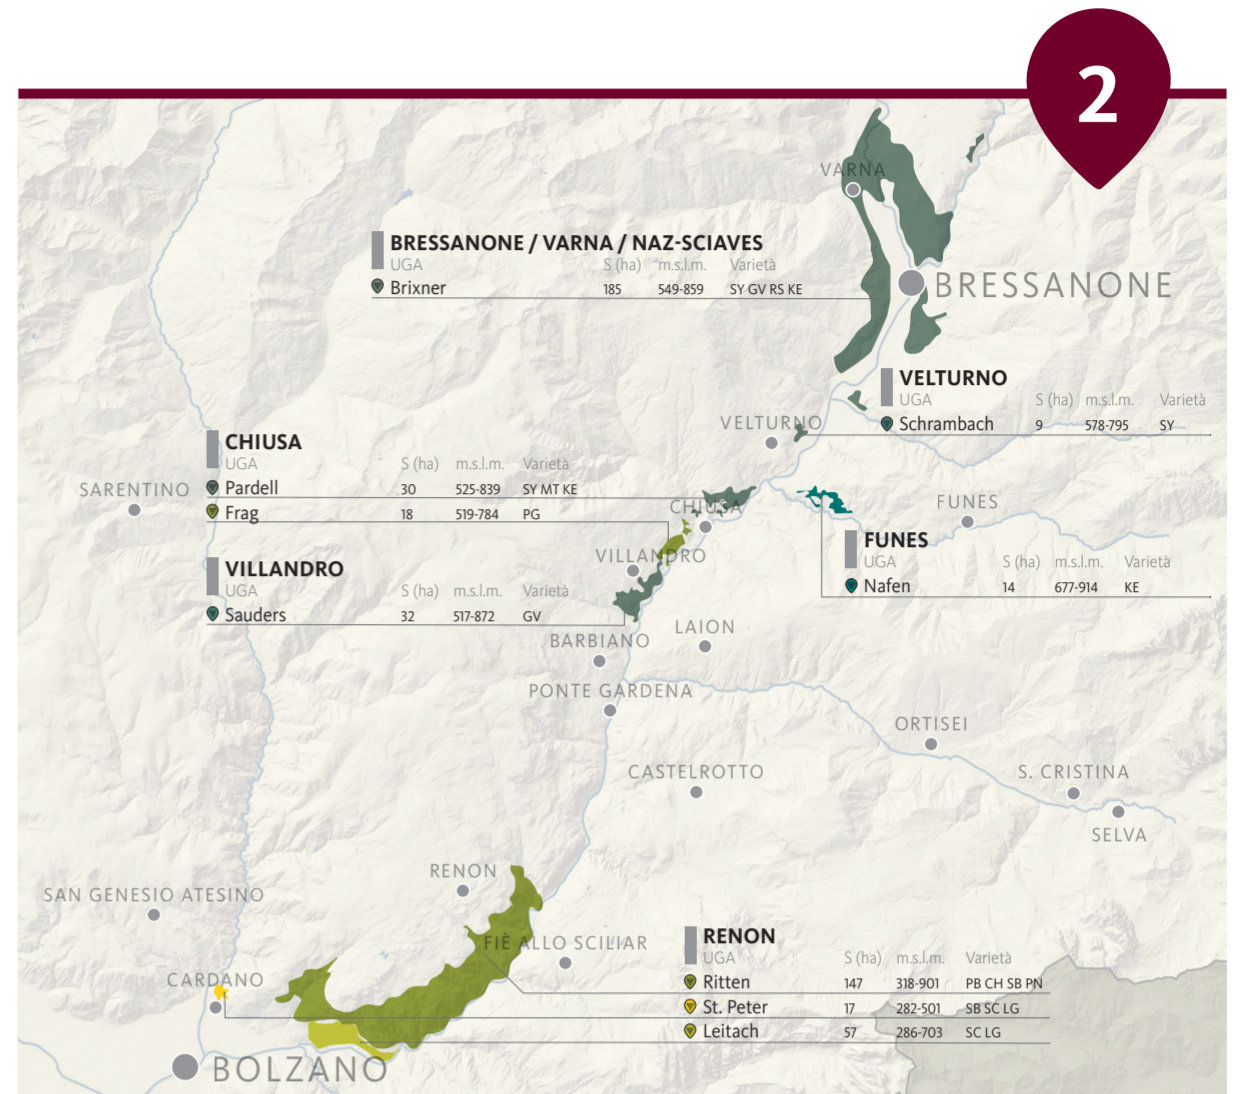 2
VARNA
BRESSANONE / VARNA / NAZ-SCIAVES
UGA S (ha) m.s.l.m. Varietà
Brixner 185 549-859 SY GV RS KE
BRESSANONE
VELTURNO
UGA S (ha) m.s.l.m. Varietà
Schrambach 9 578-795 SY
VELTURNO
CHIUSA
UGA S (ha) m.s.l.m. Varietà
Pardell 30 525-839 SY MT KE
Frag 18 519-784 PG
SARENTINO
CHIUSA
FUNES
FUNES
UGA S (ha) m.s.l.m. Varietà
Nafen 14 677-914 KE
VILLANDRO
VILLANDRO
UGA S (ha) m.s.l.m. Varietà
Sauders 32 517-872 GV
BARBIANO
LAION
PONTE GARDENA
ORTISEI
CASTELROTTO
S. CRISTINA
SELVA
RENON
SAN GENESIO ATESINO
FIÈ ALLO SCILIAR
RENON
UGA S (ha) m.s.l.m. Varietà
Ritten 147 318-901 PB CH SB PN
St. Peter 17 282-501 SB SC LG
Leitach 57 286-703 SC LG
CARDANO
BOLZANO